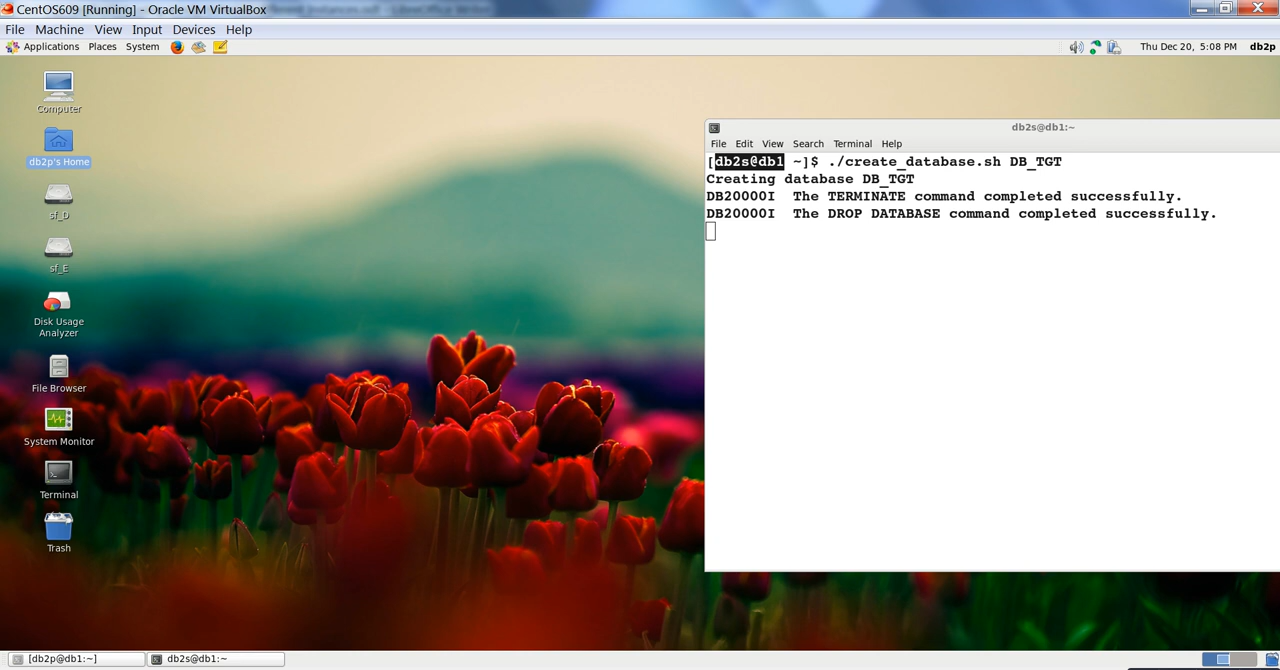 CentOS609 [Running] - Oracle VM VirtualBox
File Machine View Input Devices Help
Applications Places System
Thu Dec 20, 5:08 PM db2p
Computer
db2p's Home
sf_D
sf_E
Disk Usage
Analyzer
File Browser
System Monitor
Terminal
Trash
db2s@db1:~
File Edit View Search Terminal Help
[db2s@db1 ~]$ ./create_database.sh DB_TGT
Creating database DB_TGT
DB20000I  The TERMINATE command completed successfully.
DB20000I  The DROP DATABASE command completed successfully.
[db2p@db1:~]
db2s@db1:~